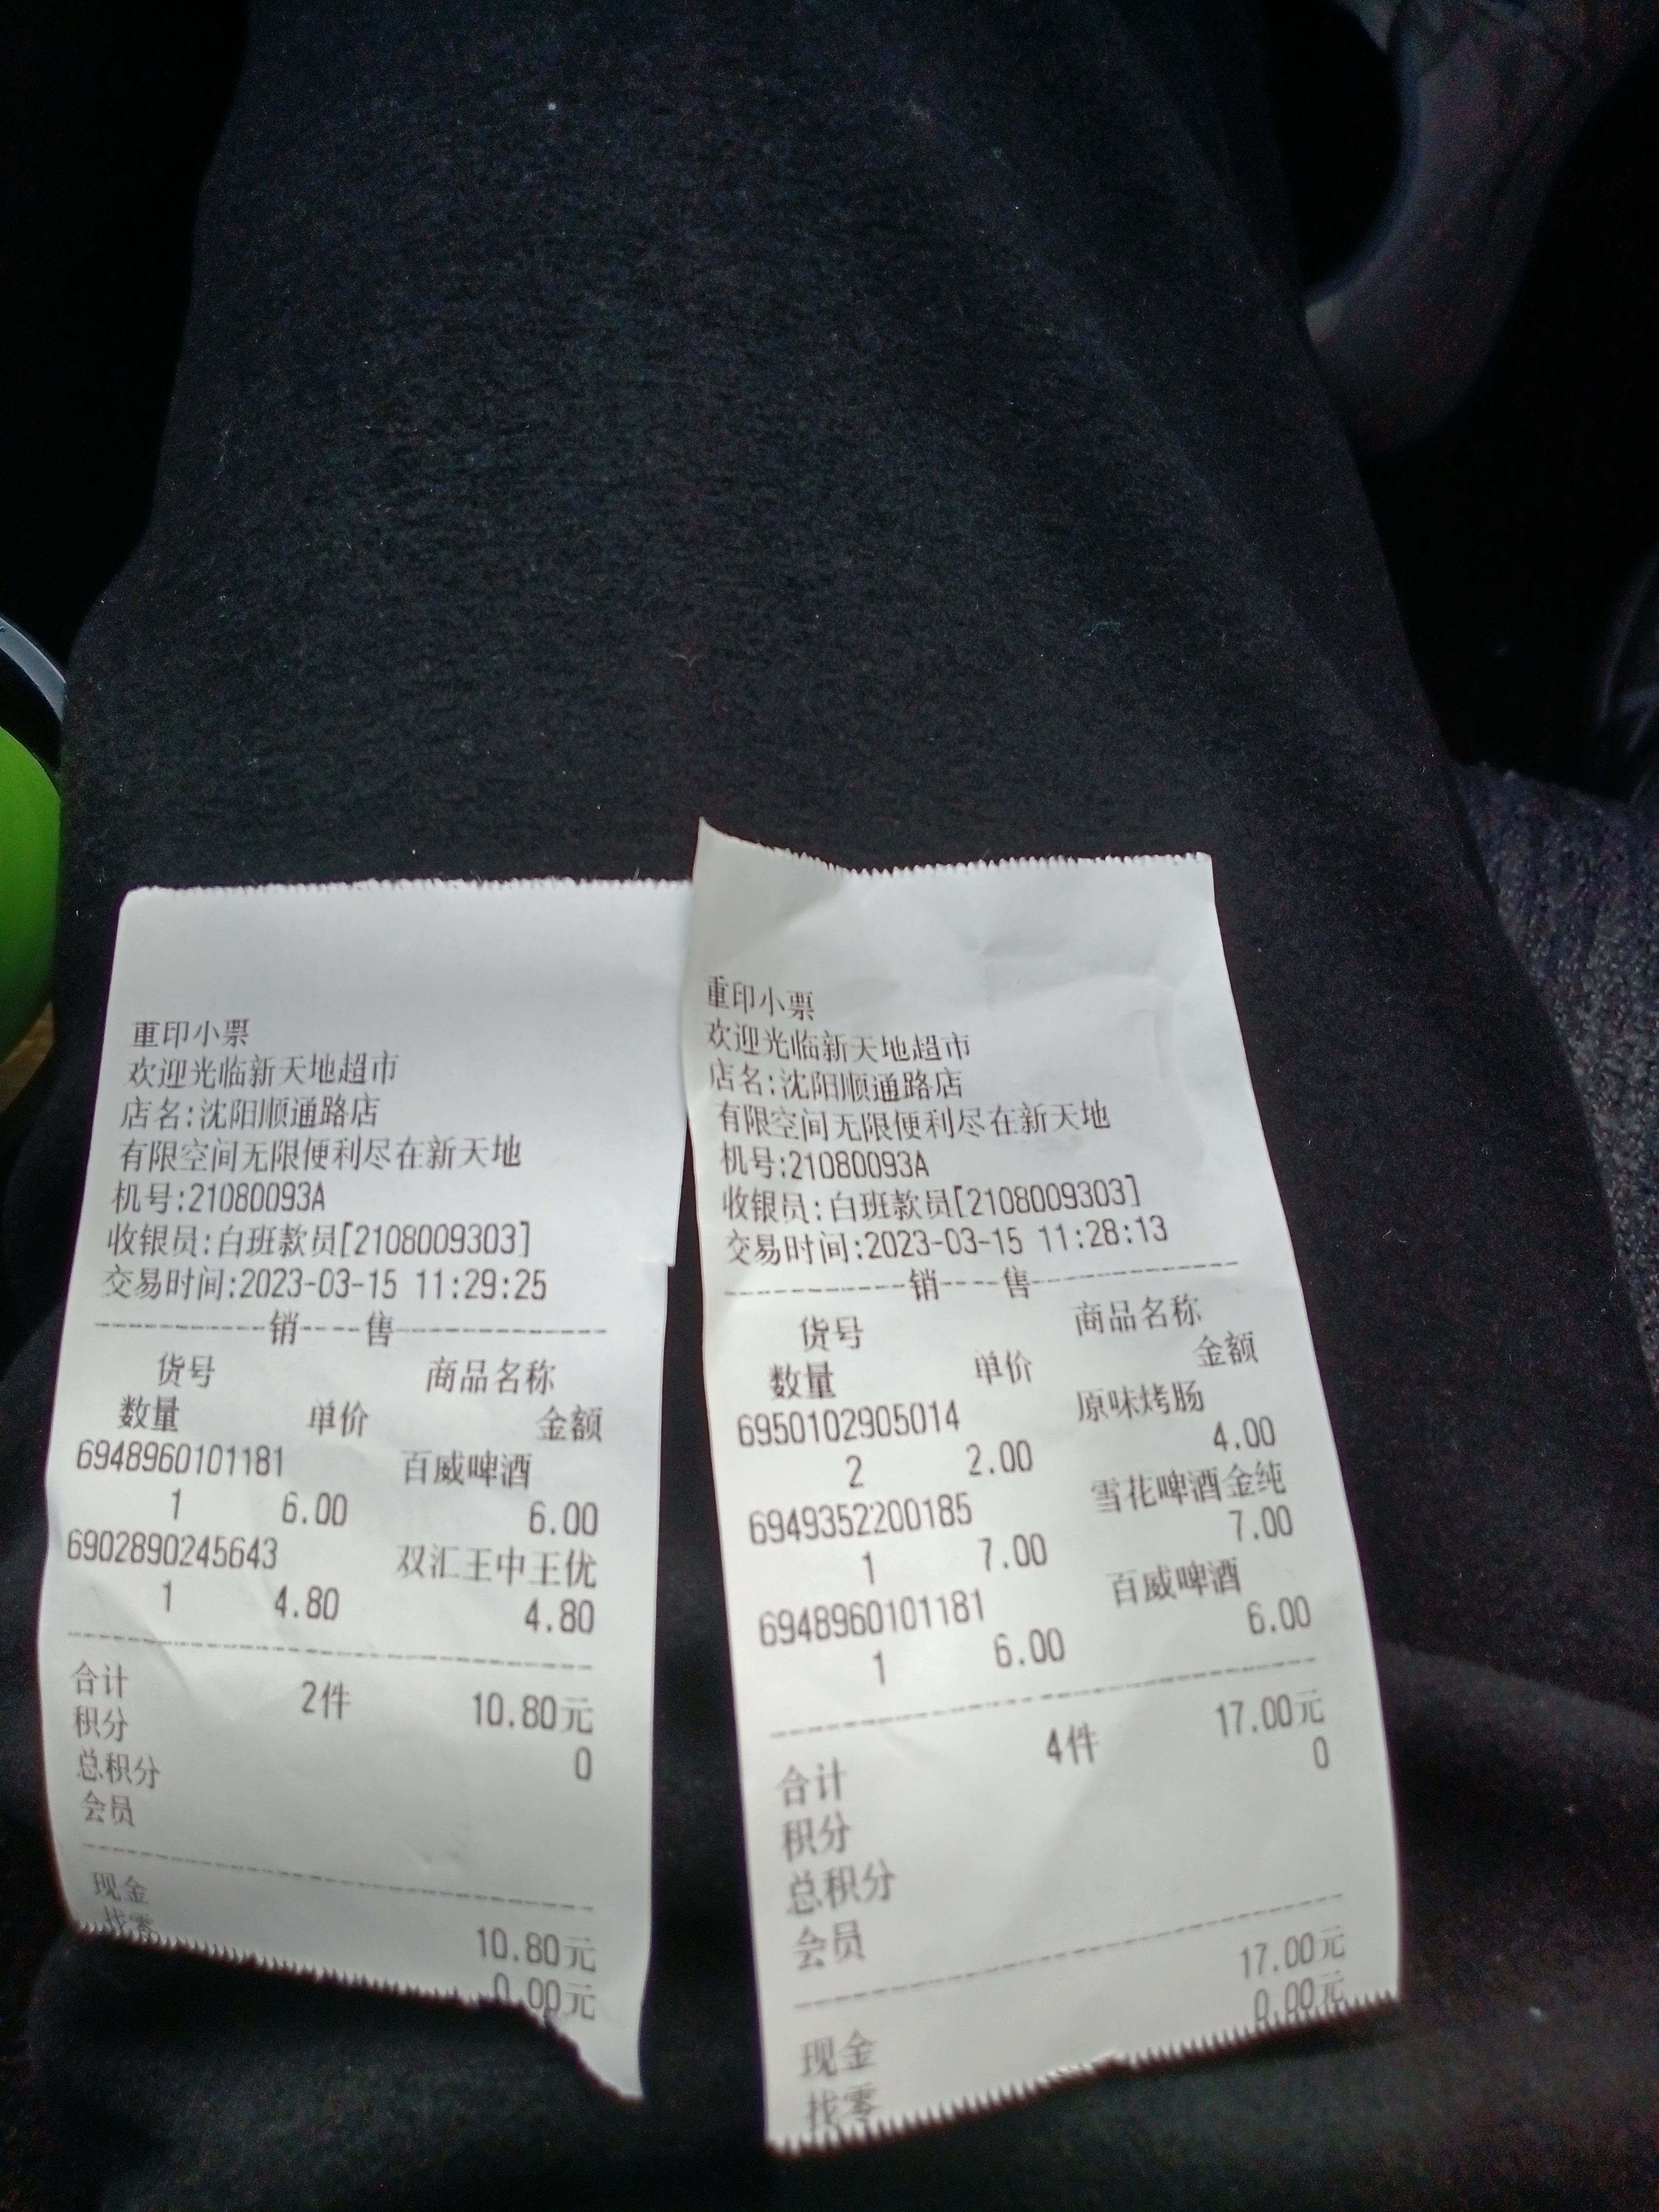 重印小票
欢迎光临新天地超市
店名:沈阳顺通路店
有限空间无限便利尽在新天地
机号:21080093A
收银员:白班款员[2108009303]
交易时间:2023-03-15 11:29:25
------------销----售---------------
货号 商品名称
数量 单价 金额
6948960101181 百威啤酒
1 6.00 6.00
6902890245643 双汇王中王优
1 4.80 4.80
合计 2件 10.80元
积分 0
总积分
会员
现金 10.80元
找零 0.00元
重印小票
欢迎光临新天地超市
店名:沈阳顺通路店
有限空间无限便利尽在新天地
机号:21080093A
收银员:白班款员[2108009303]
交易时间:2023-03-15 11:28:13
------------销----售---------------
货号 商品名称
数量 单价 金额
6950102905014 原味烤肠
2 2.00 4.00
6949352200185 雪花啤酒金纯
1 7.00 7.00
6948960101181 百威啤酒
1 6.00 6.00
合计 4件 17.00元
积分 0
总积分
会员
现金 17.00元
找零 0.00元